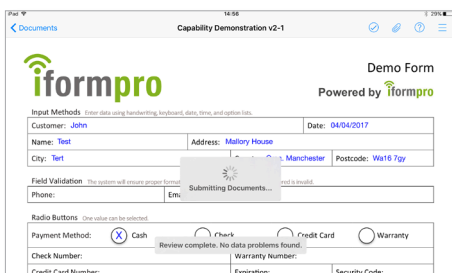 iPad 14:56 29%
Documents Capability Demonstration v2-1
iformpro Demo Form
Powered by iformpro
Input Methods Enter data using handwriting, keyboard, date, time, and option lists.
Customer: John Date: 04/04/2017
Name: Test Address: Mallory House
City: Tert Manchester Postcode: Wa16 7gy
Submitting Documents...
Field Validation The system will ensure proper format red is invalid.
Phone: Ema
Radio Buttons One value can be selected.
Payment Method: X Cash Check Credit Card Warranty
Review complete. No data problems found.
Check Number: Warranty Number:
Credit Card Number: Expiration: Security Code: